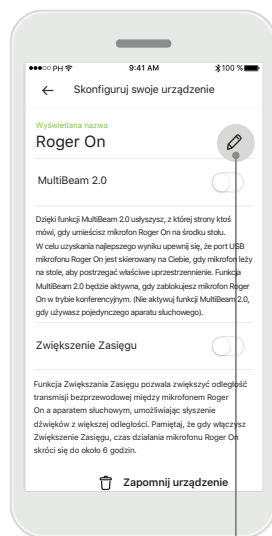 ●●●○○ PH 9:41 AM 100 %
Skonfiguruj swoje urządzenie
Wyświetlana nazwa
Roger On
MultiBeam 2.0
Dzięki funkcji MultiBeam 2.0 usłyszysz, z której strony ktoś
mówi, gdy umieścisz mikrofon Roger On na środku stołu.
W celu uzyskania najlepszego wyniku upewnij się, że port USB
mikrofonu Roger On jest skierowany na Ciebie, gdy mikrofon leży
na stole, aby postrzegać właściwe uprzestrzennienie. Funkcja
MultiBeam 2.0 będzie aktywna, gdy zablokujesz mikrofon Roger
On w trybie konferencyjnym. (Nie aktywuj funkcji MultiBeam 2.0,
gdy używasz pojedynczego aparatu słuchowego).
Zwiększenie Zasięgu
Funkcja Zwiększania Zasięgu pozwala zwiększyć odległość
transmisji bezprzewodowej między mikrofonem Roger
On a aparatem słuchowym, umożliwiając słyszenie
dźwięków z większej odległości. Pamiętaj, że gdy włączysz
Zwiększenie Zasięgu, czas działania mikrofonu Roger On
skróci się do około 6 godzin.
Zapomnij urządzenie